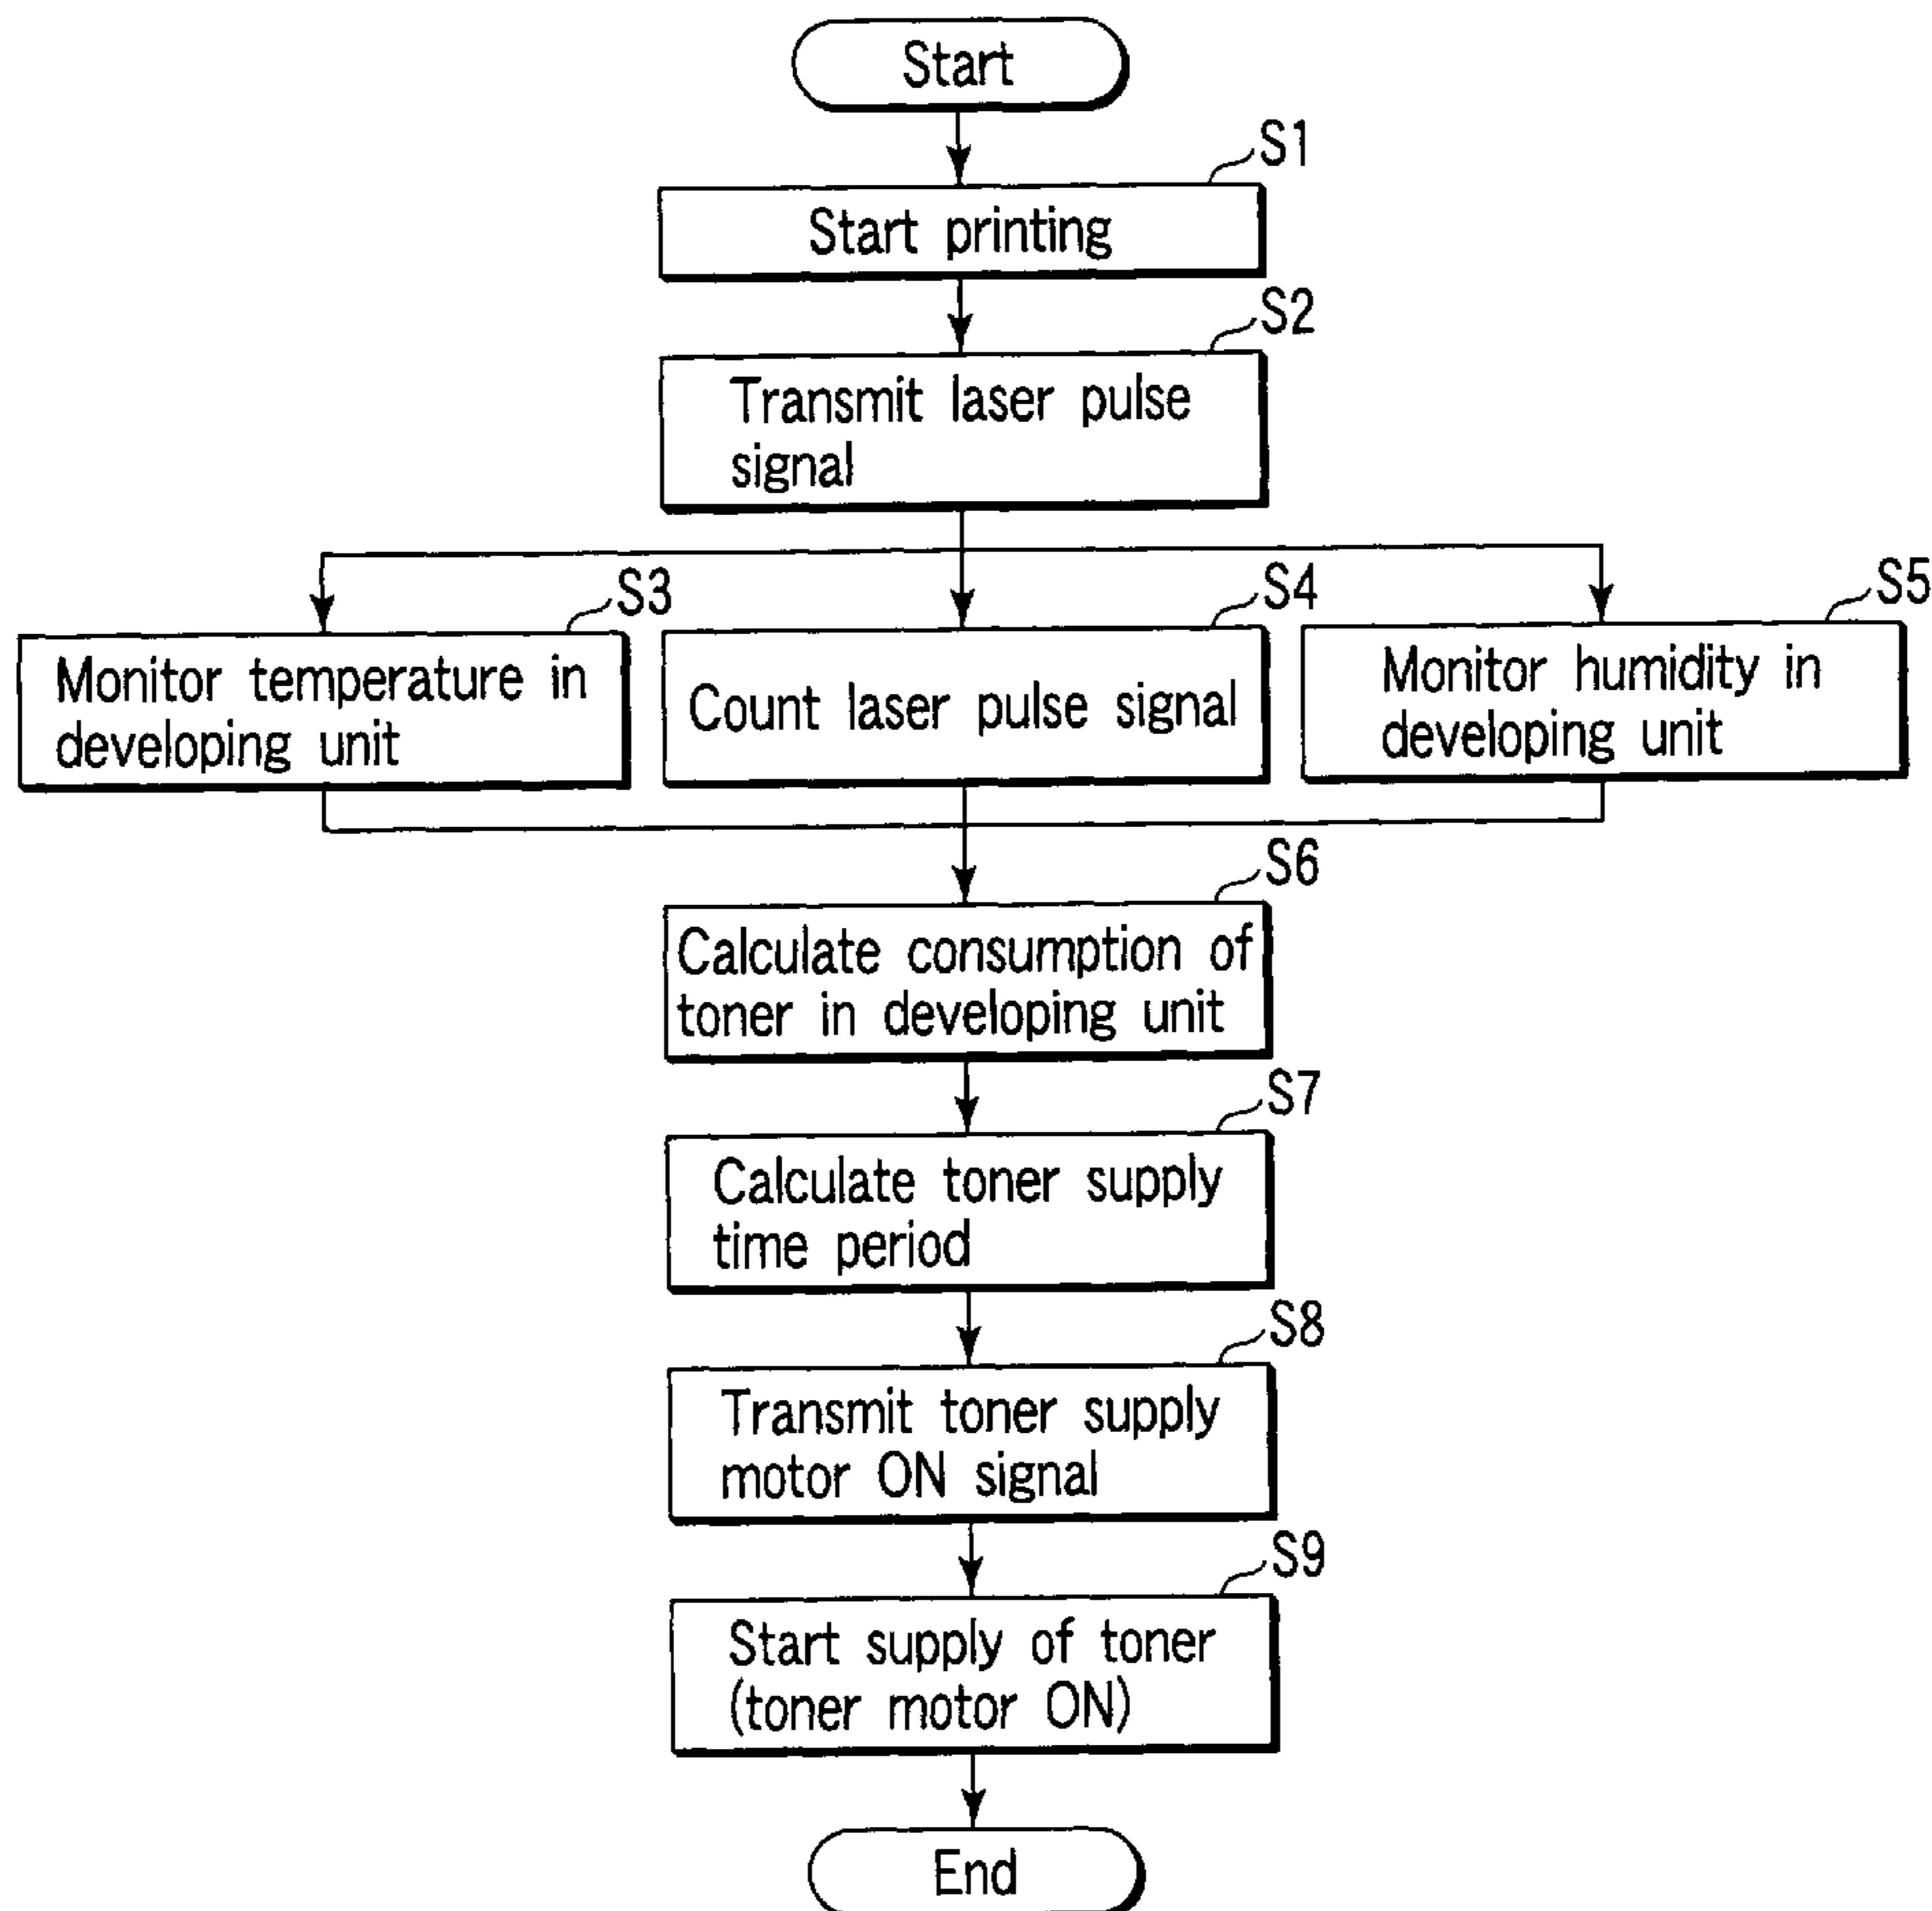 Start
S1
Start printing
S2
Transmit laser pulse
signal
S3
Monitor temperature in
developing unit
S4
Count laser pulse signal
S5
Monitor humidity in
developing unit
S6
Calculate consumption of
toner in developing unit
S7
Calculate toner supply
time period
S8
Transmit toner supply
motor ON signal
S9
Start supply of toner
(toner motor ON)
End